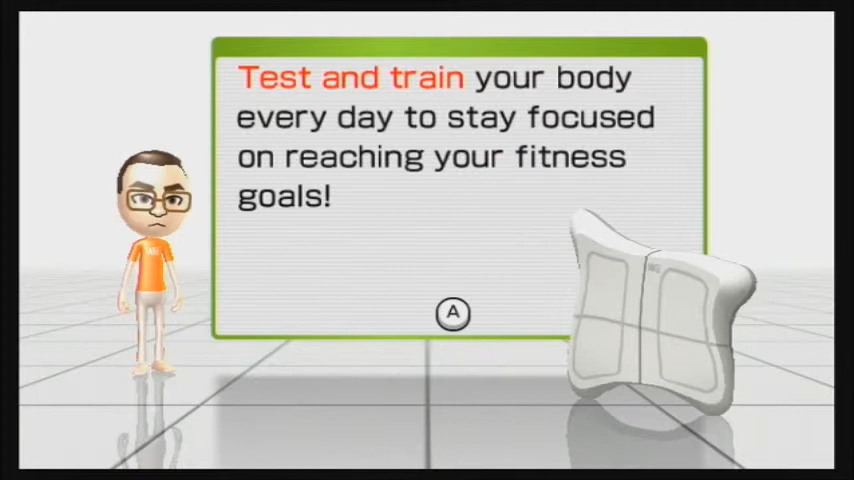 Test and train your body
every day to stay focused
on reaching your fitness
goals!
A